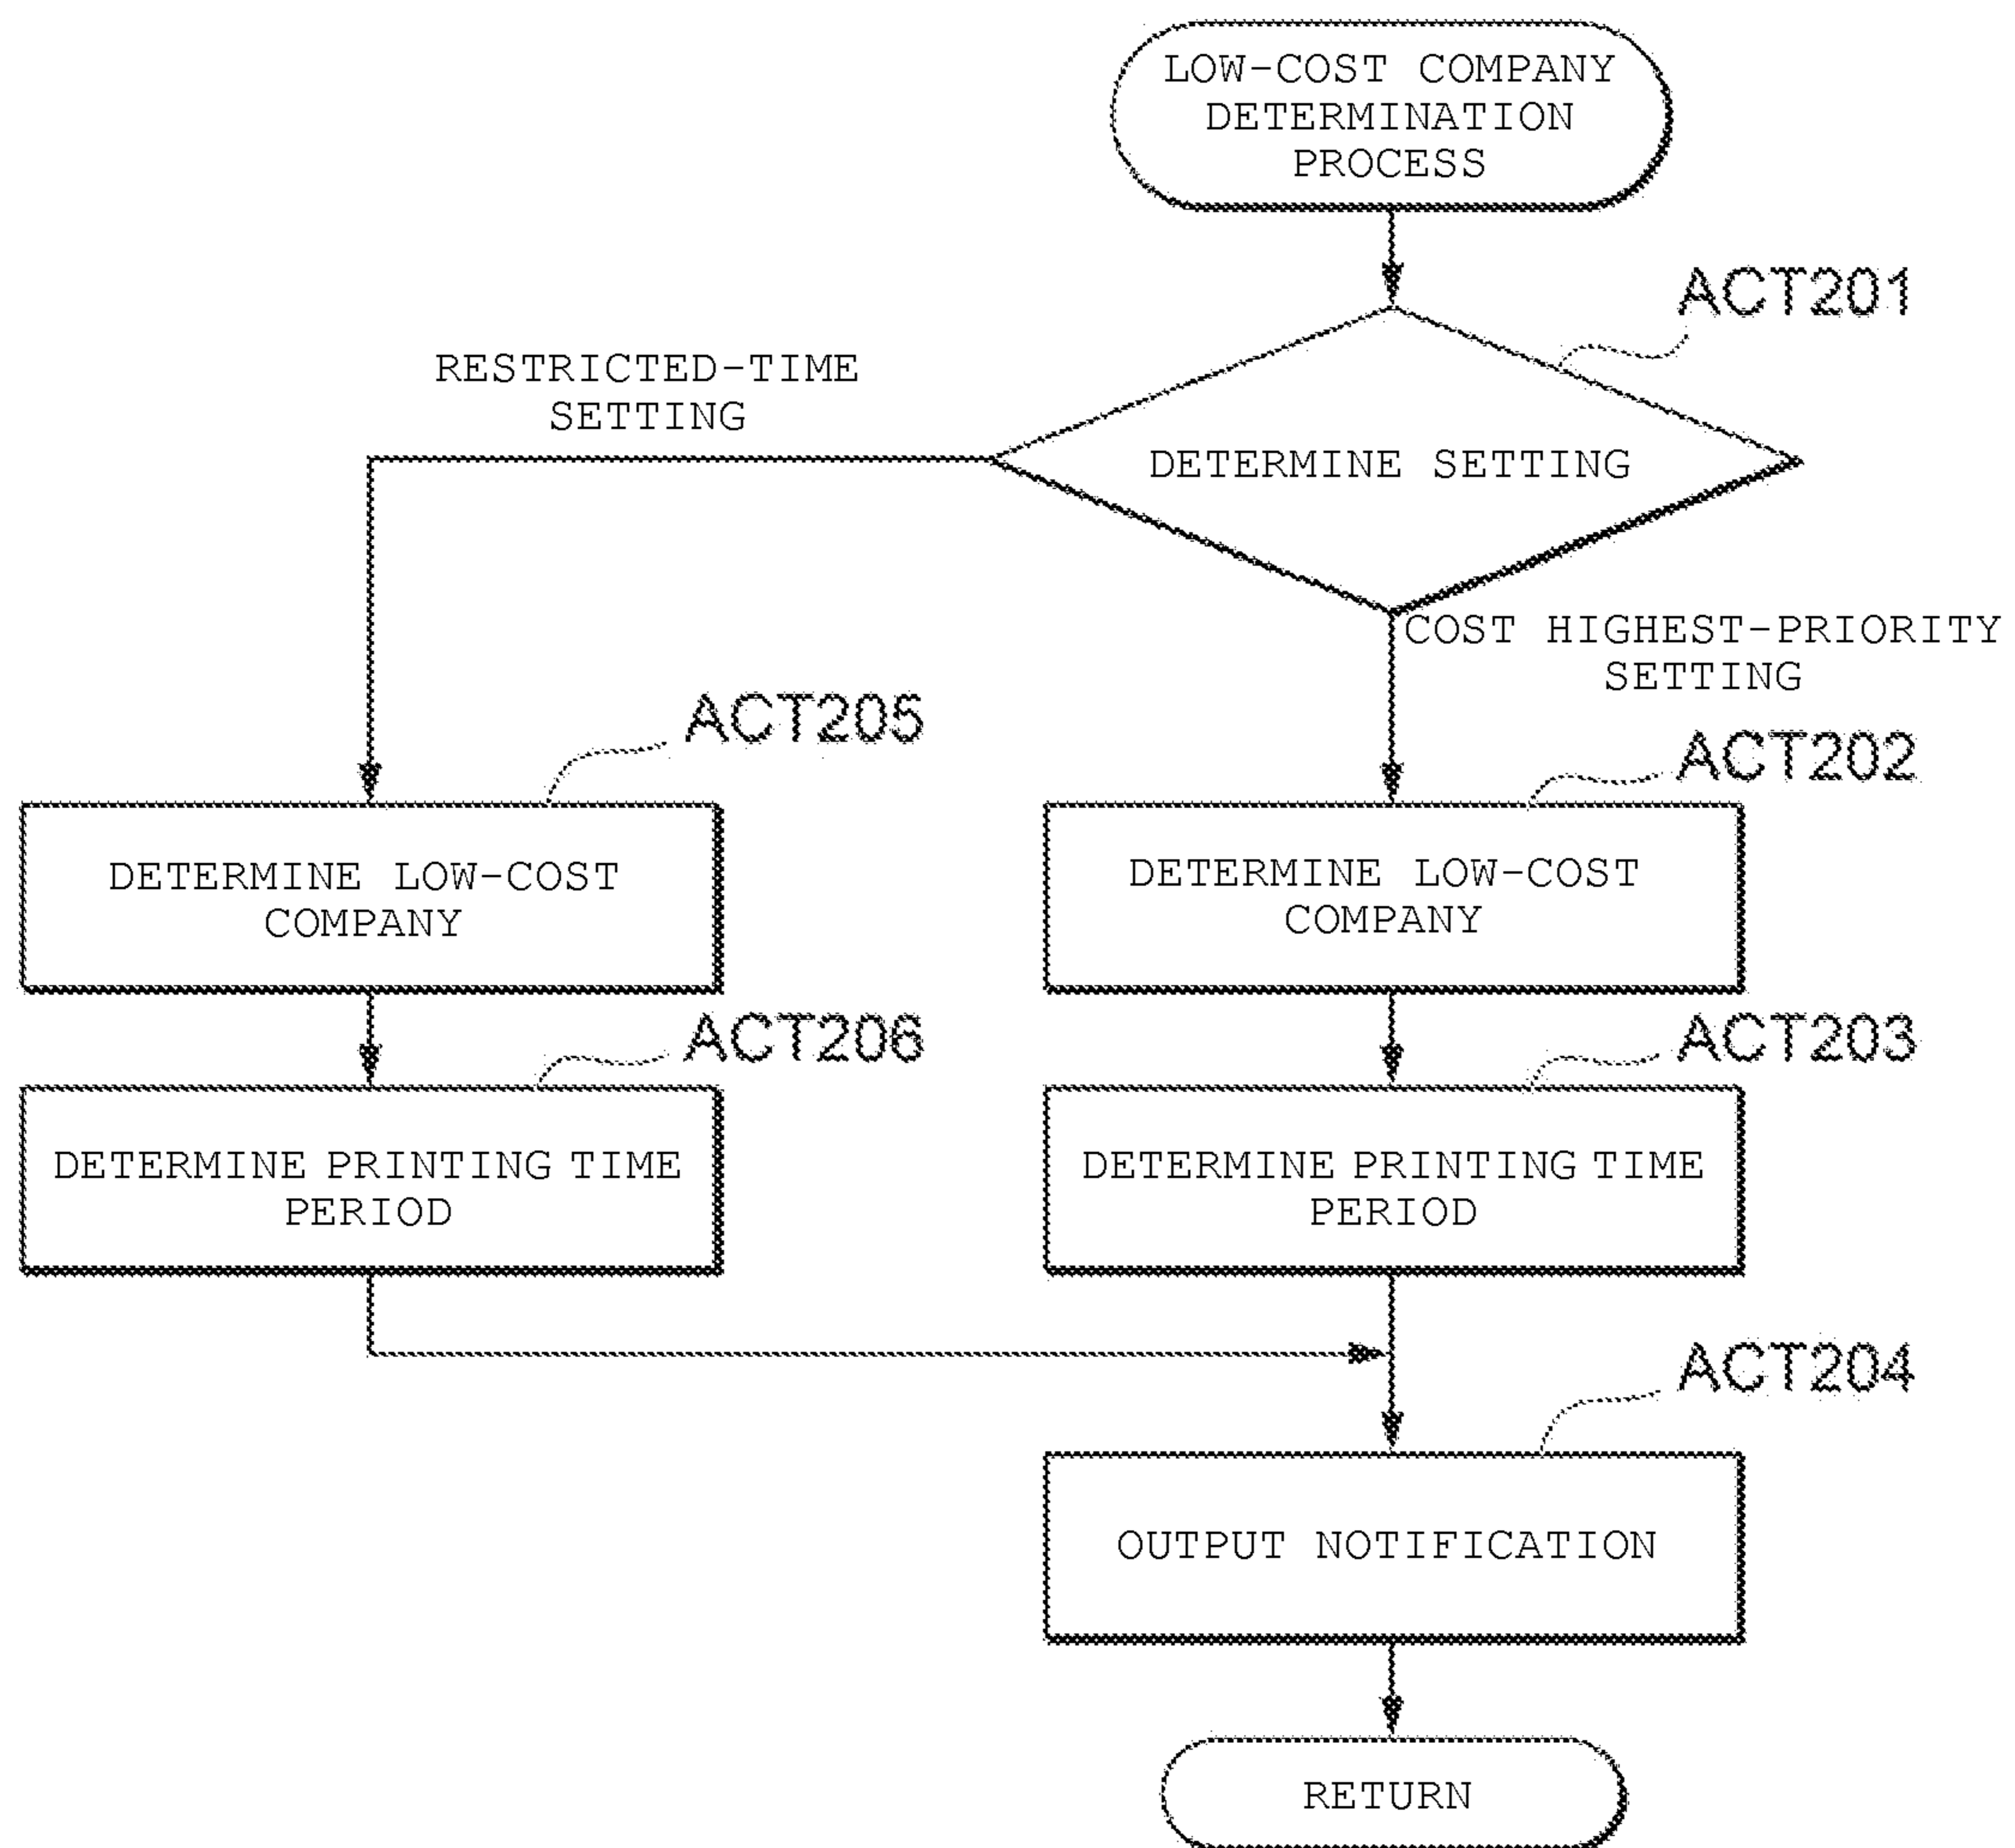 LOW-COST COMPANY
DETERMINATION
PROCESS
ACT201
RESTRICTED-TIME
SETTING
DETERMINE SETTING
COST HIGHEST-PRIORITY
SETTING
ACT205
ACT202
DETERMINE LOW-COST
COMPANY
DETERMINE LOW-COST
COMPANY
ACT206
ACT203
DETERMINE PRINTING TIME
PERIOD
DETERMINE PRINTING TIME
PERIOD
ACT204
OUTPUT NOTIFICATION
RETURN